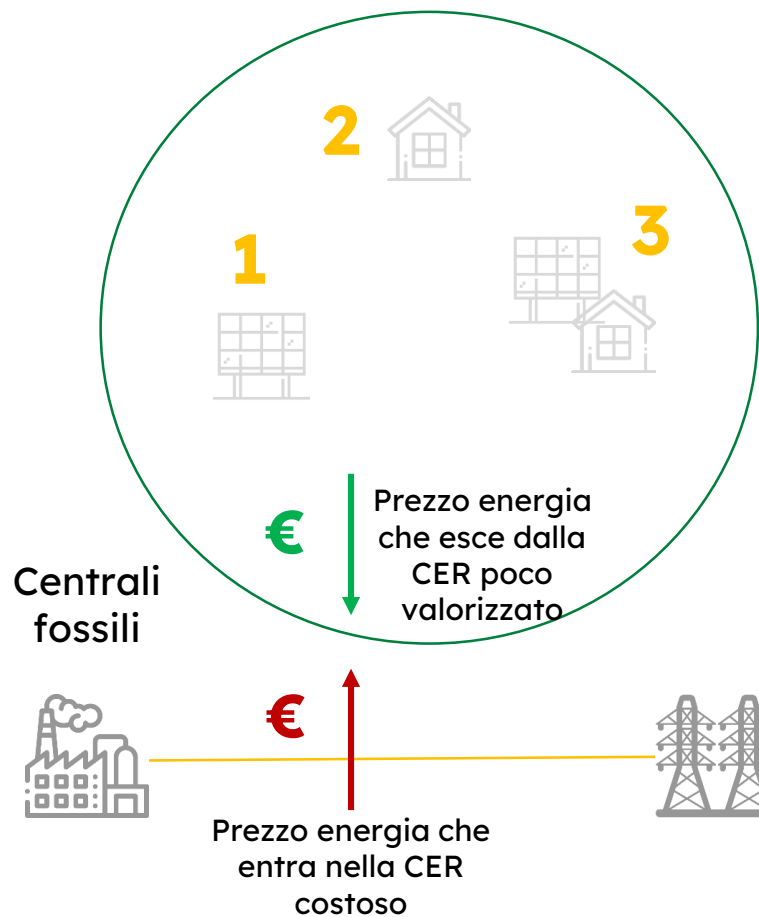 2
3
1
€
Prezzo energia
che esce dalla
CER poco
valorizzato
Centrali
fossili
€
Prezzo energia che
entra nella CER
costoso